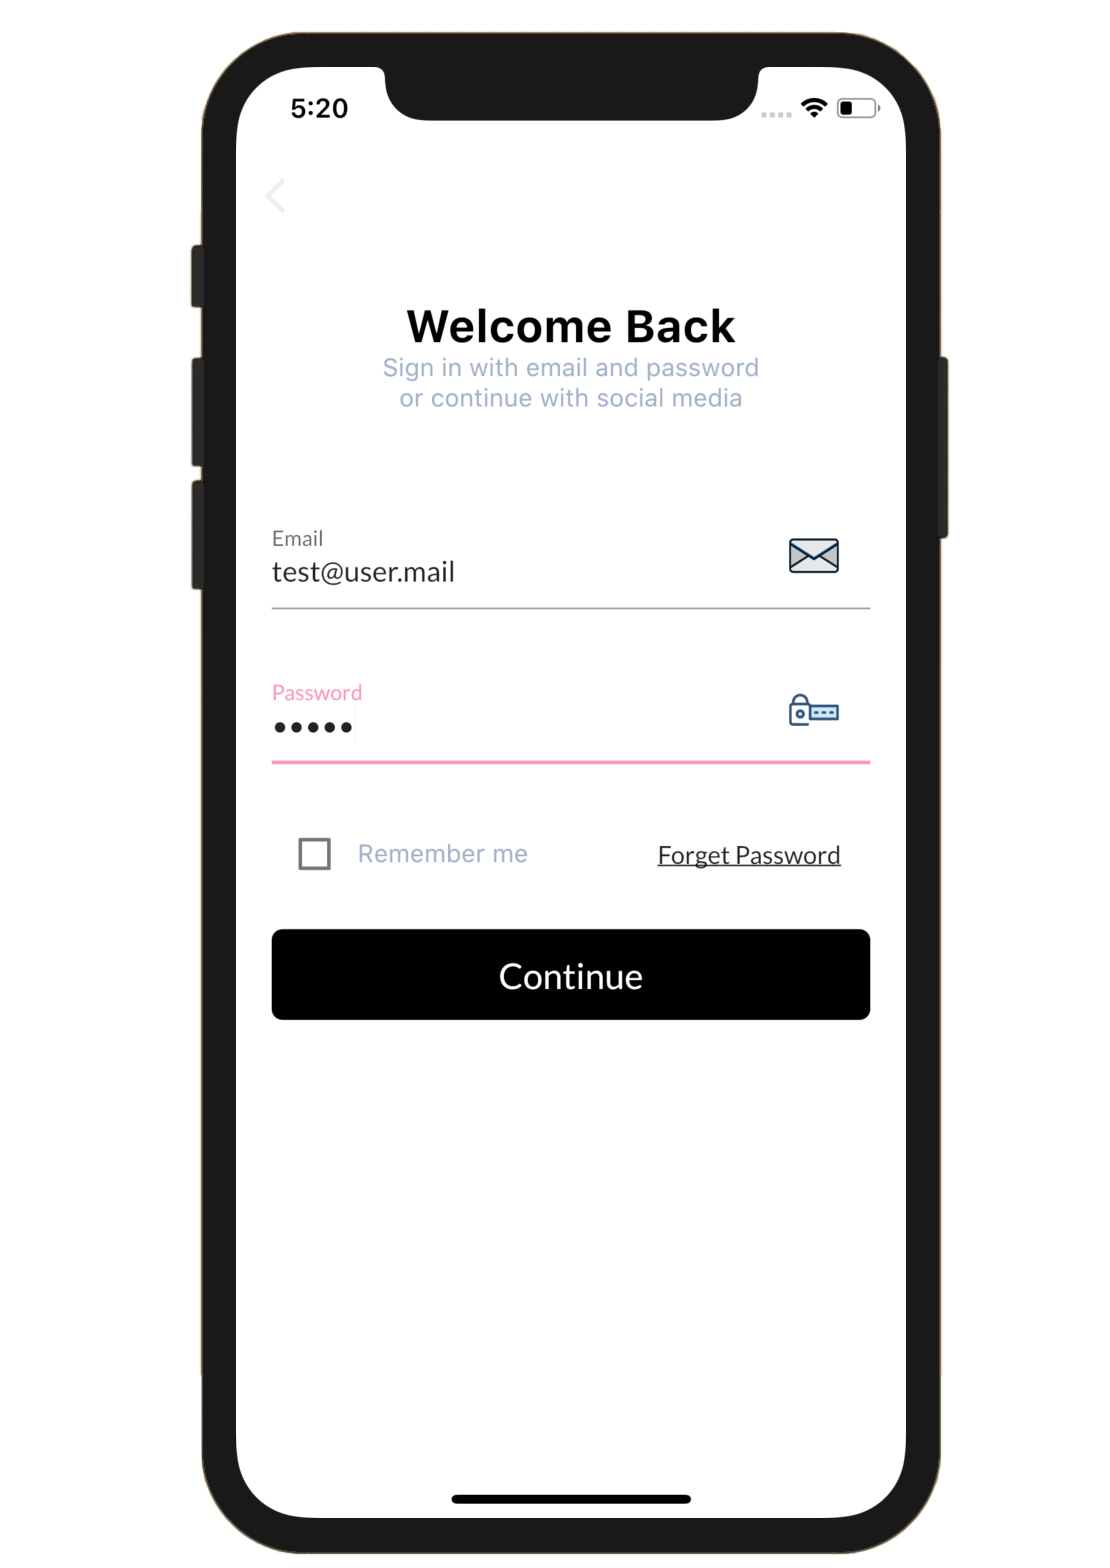 5:20
Welcome Back
Sign in with email and password
or continue with social media
Email
test@user.mail
Password
•••••
Remember me
Forget Password
Continue